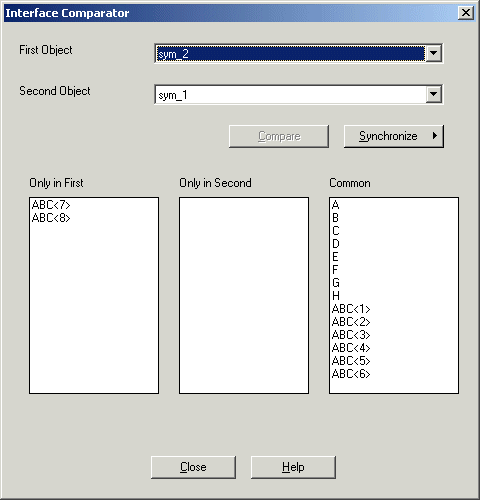 Interface Comparator
First Object
sym_2
Second Object
sym_1
Compare
Synchronize
Only in First
Only in Second
Common
ABC<7>
ABC<8>
A
B
C
D
E
F
G
H
ABC<1>
ABC<2>
ABC<3>
ABC<4>
ABC<5>
ABC<6>
Close
Help